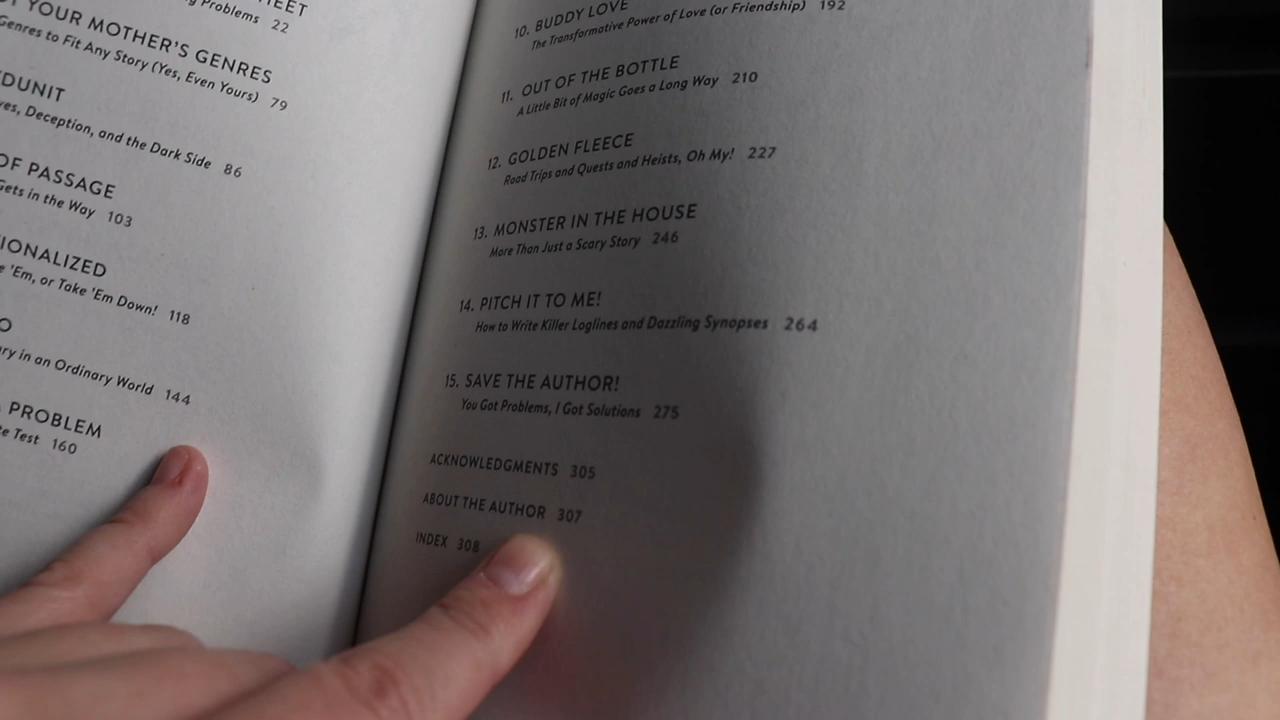 HEET
Problems 22
YOUR MOTHER'S GENRES
Genres to Fit Any Story (Yes, Even Yours) 79
DUNIT
Deception, and the Dark Side 86
OF PASSAGE
Gets in the Way 103
IONALIZED
'Em, or Take 'Em Down! 118
O
in an Ordinary World 144
PROBLEM
Test 160
10. BUDDY LOVE
The Transformative Power of Love (or Friendship) 192
11. OUT OF THE BOTTLE
A Little Bit of Magic Goes a Long Way 210
12. GOLDEN FLEECE
Road Trips and Quests and Heists, Oh My! 227
13. MONSTER IN THE HOUSE
More Than Just a Scary Story 246
14. PITCH IT TO ME!
How to Write Killer Loglines and Dazzling Synopses 264
15. SAVE THE AUTHOR!
You Got Problems, I Got Solutions 275
ACKNOWLEDGMENTS 305
ABOUT THE AUTHOR 307
INDEX 308